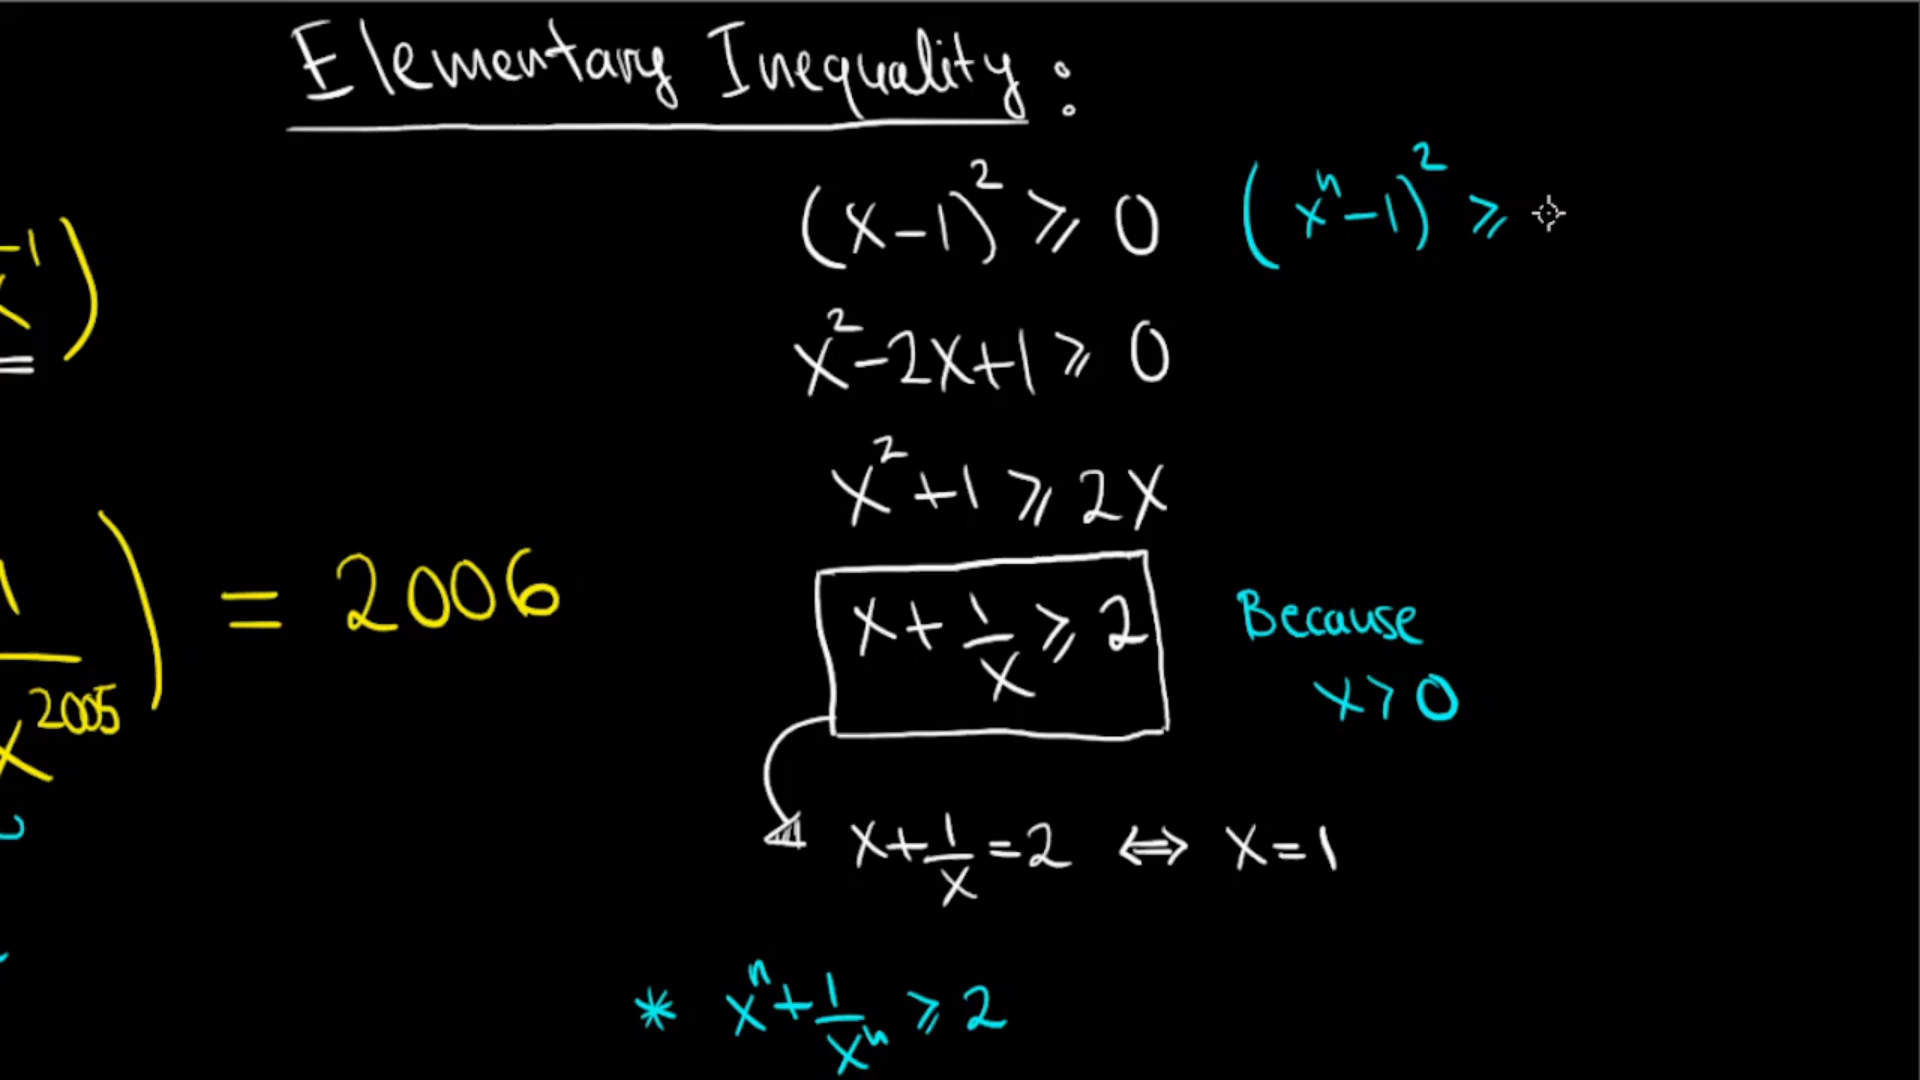 Elementary Inequality:
(x-1)² ⩾ 0 (xⁿ-1)² ⩾
x²-2x+1 ⩾ 0
x²+1 ⩾ 2x
x+1/x ⩾ 2 Because
x > 0
x+1/x=2 ⇔ x=1
* xⁿ+1/xⁿ ⩾ 2
-1)
) = 2006
x²⁰⁰⁵